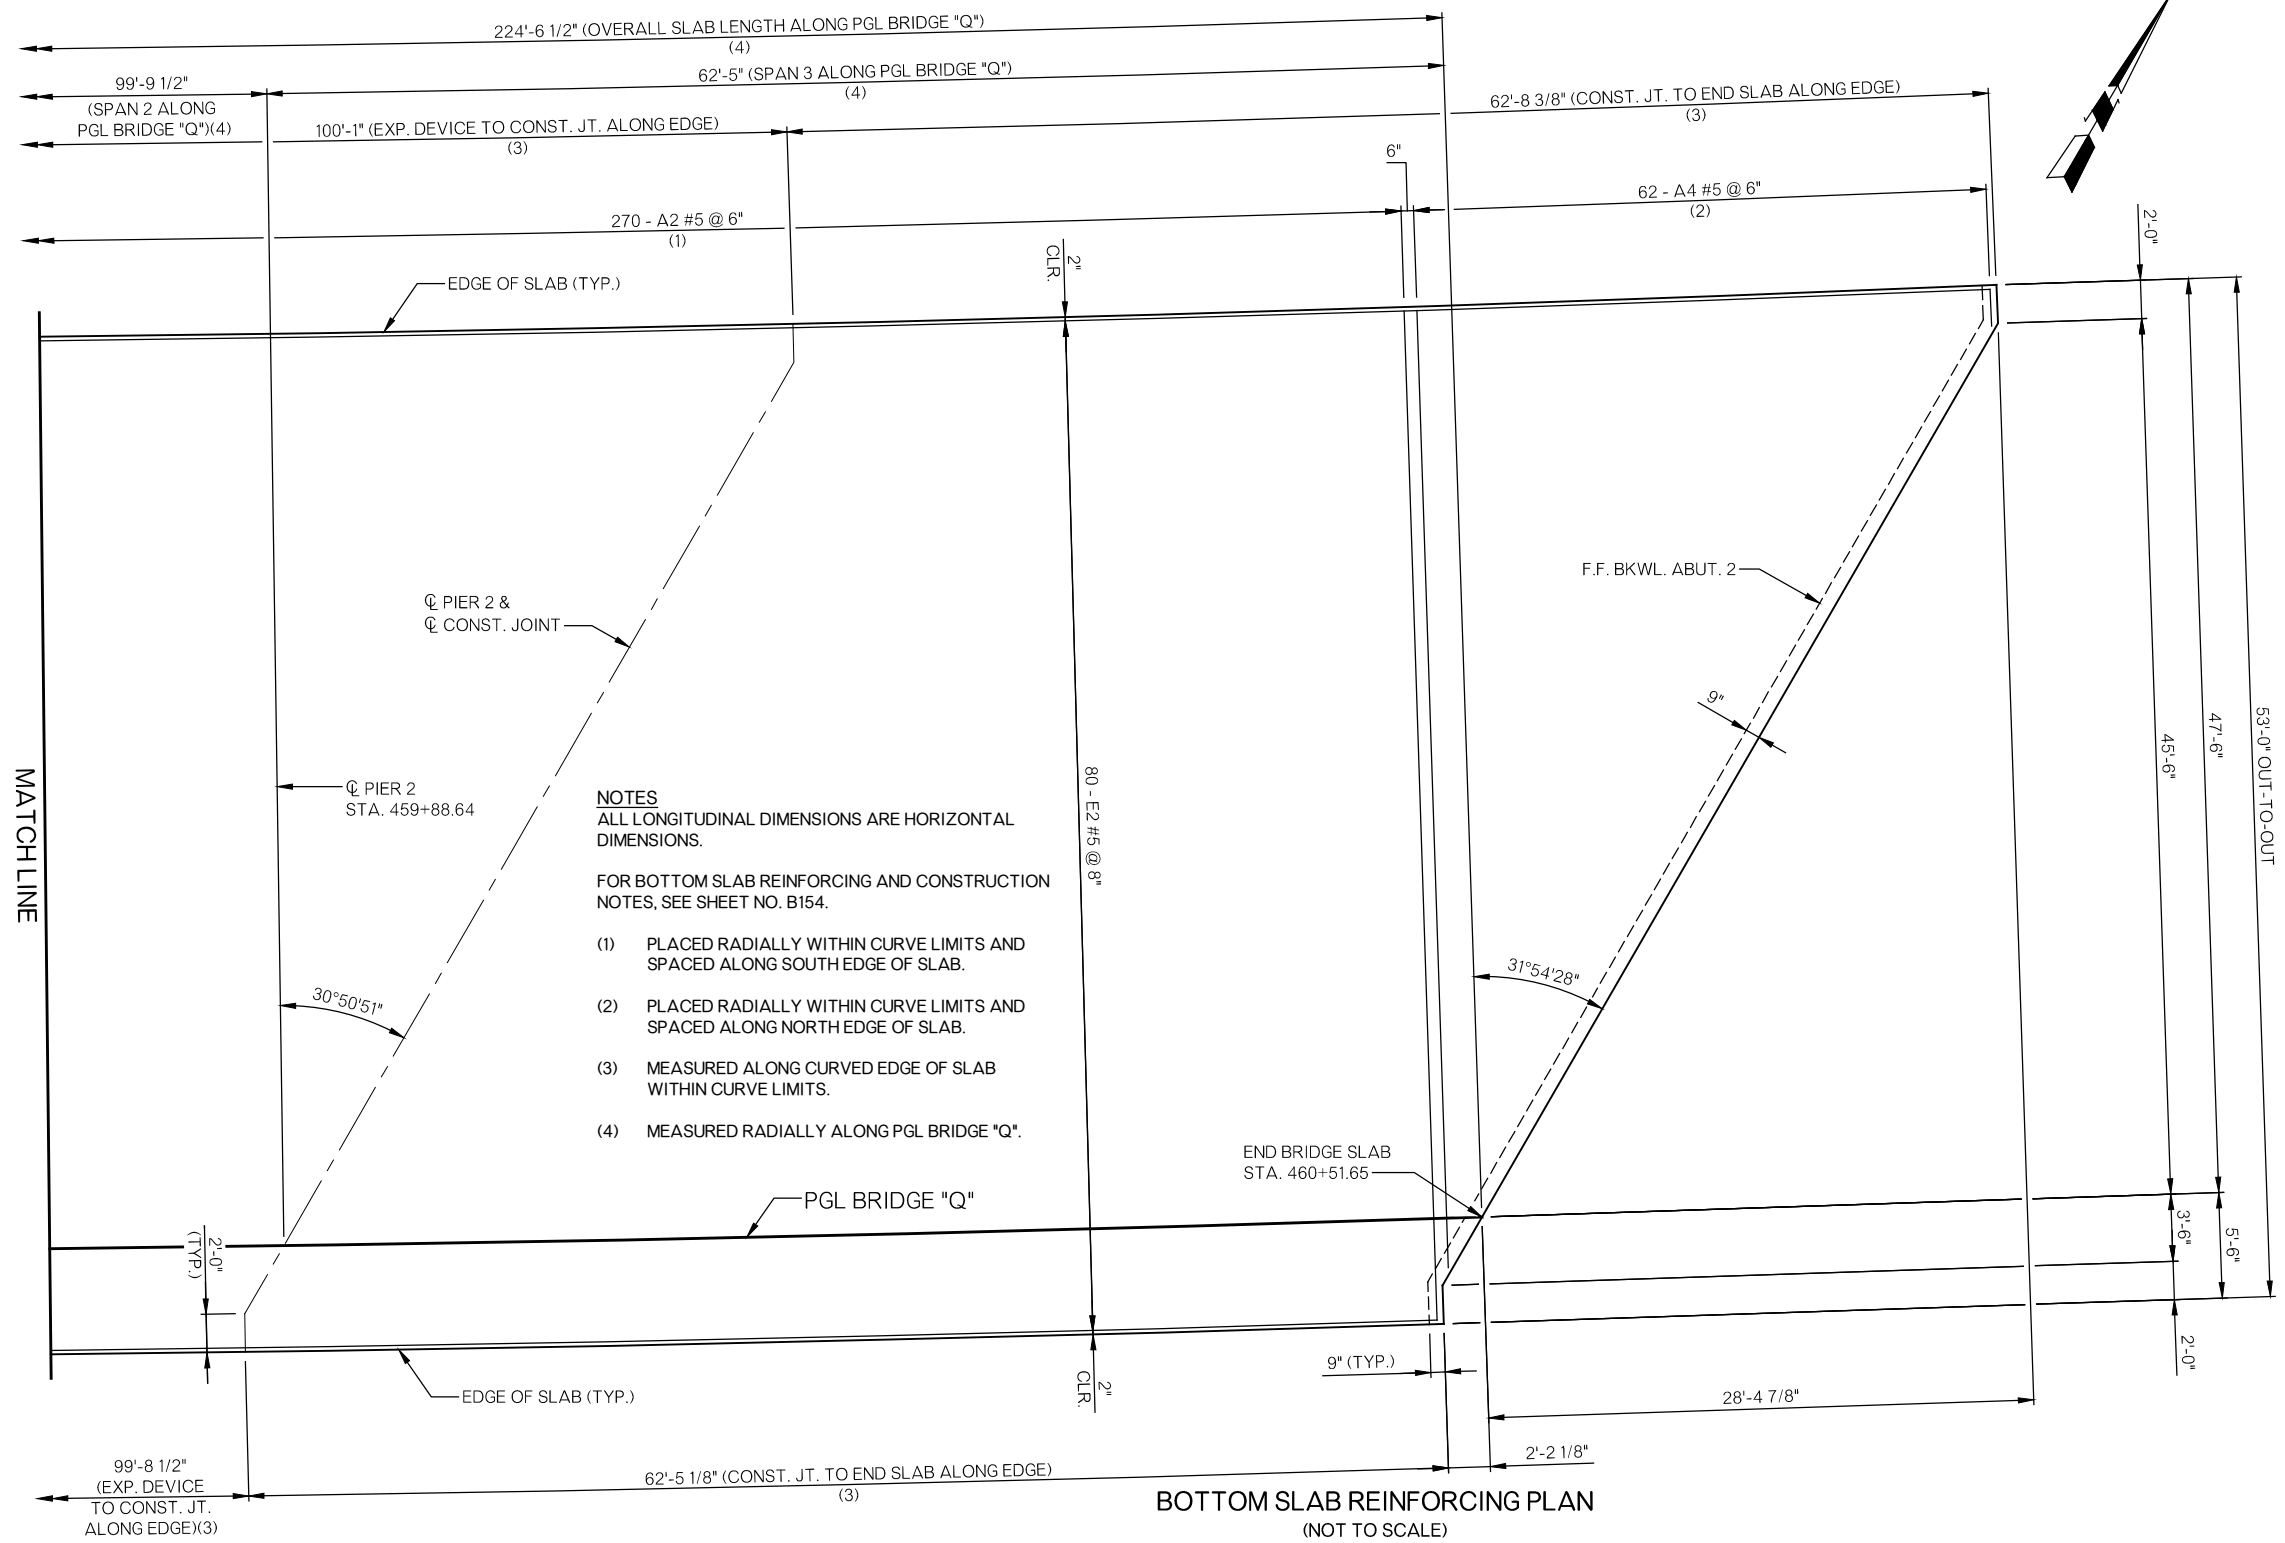 224'-6 1/2" (OVERALL SLAB LENGTH ALONG PGL BRIDGE "Q")
(4)
62'-5" (SPAN 3 ALONG PGL BRIDGE "Q")
(4)
99'-9 1/2"
(SPAN 2 ALONG
PGL BRIDGE "Q")(4)
62'-8 3/8" (CONST. JT. TO END SLAB ALONG EDGE)
(3)
100'-1" (EXP. DEVICE TO CONST. JT. ALONG EDGE)
(3)
6"
62 - A4 #5 @ 6"
(2)
270 - A2 #5 @ 6"
(1)
2'-0"
2"
CLR.
EDGE OF SLAB (TYP.)
F.F. BKWL. ABUT. 2
℄ PIER 2 &
℄ CONST. JOINT
9"
45'-6"
47'-6"
53'-0" OUT-TO-OUT
MATCH LINE
℄ PIER 2
STA. 459+88.64
80 - E2 #5 @ 8"
NOTES
ALL LONGITUDINAL DIMENSIONS ARE HORIZONTAL
DIMENSIONS.
FOR BOTTOM SLAB REINFORCING AND CONSTRUCTION
NOTES, SEE SHEET NO. B154.
(1) PLACED RADIALLY WITHIN CURVE LIMITS AND
SPACED ALONG SOUTH EDGE OF SLAB.
(2) PLACED RADIALLY WITHIN CURVE LIMITS AND
SPACED ALONG NORTH EDGE OF SLAB.
(3) MEASURED ALONG CURVED EDGE OF SLAB
WITHIN CURVE LIMITS.
(4) MEASURED RADIALLY ALONG PGL BRIDGE "Q".
30°50'51"
31°54'28"
END BRIDGE SLAB
STA. 460+51.65
PGL BRIDGE "Q"
2'-0"
(TYP.)
3'-6"
5'-6"
2'-0"
9" (TYP.)
2"
CLR.
EDGE OF SLAB (TYP.)
28'-4 7/8"
2'-2 1/8"
99'-8 1/2"
(EXP. DEVICE
TO CONST. JT.
ALONG EDGE)(3)
62'-5 1/8" (CONST. JT. TO END SLAB ALONG EDGE)
(3)
BOTTOM SLAB REINFORCING PLAN
(NOT TO SCALE)